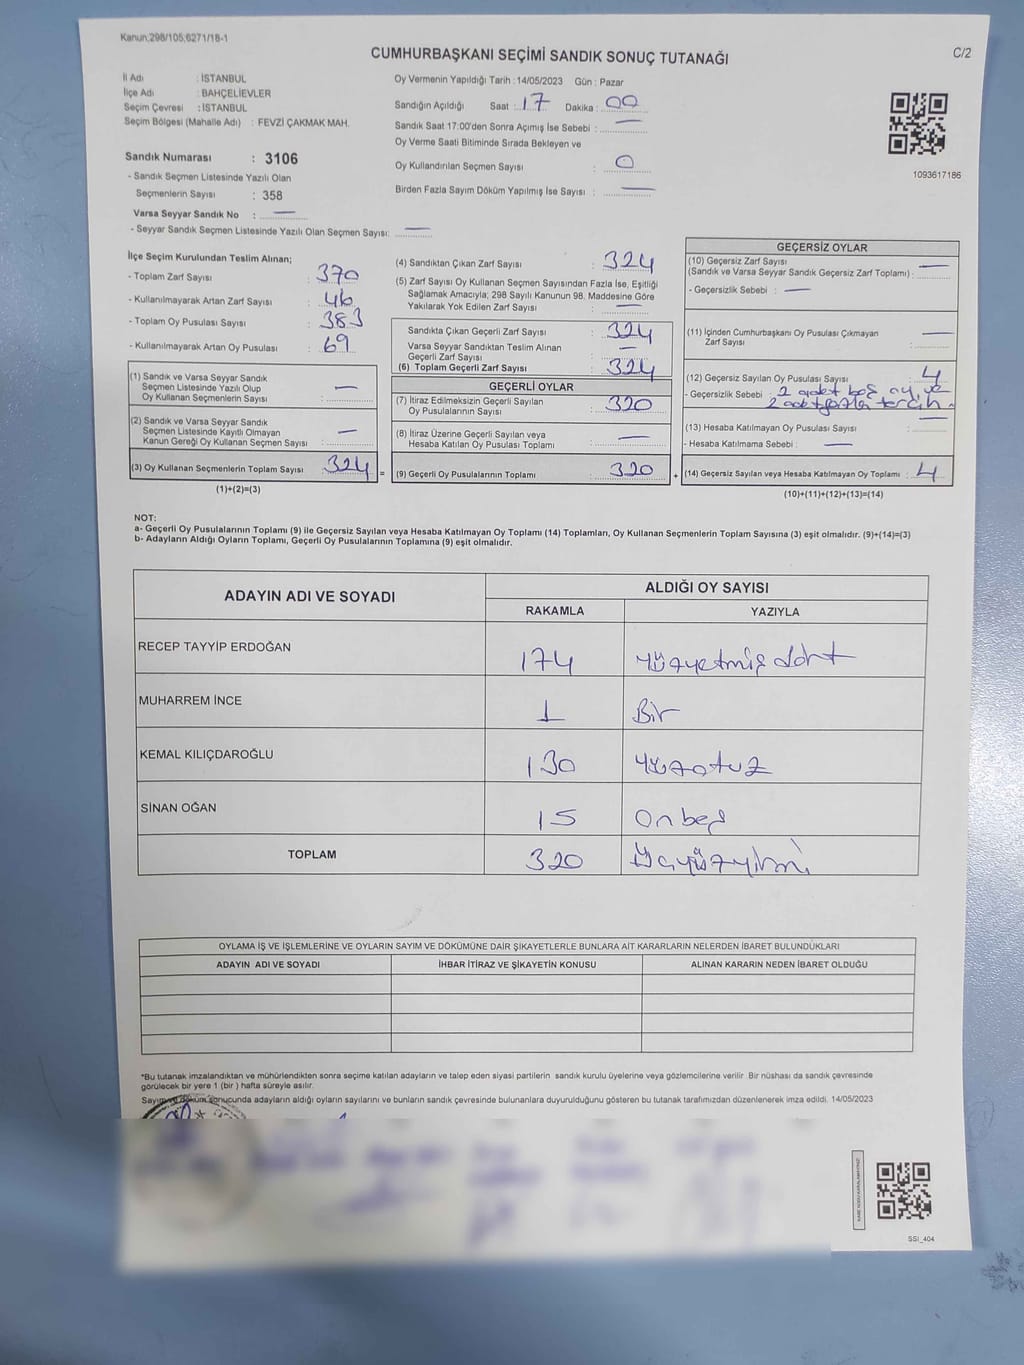 Kanun;298/105;6271/18-1
CUMHURBAŞKANI SEÇİMİ SANDIK SONUÇ TUTANAĞI
C/2
İl Adı : İSTANBUL
İlçe Adı : BAHÇELİEVLER
Seçim Çevresi : İSTANBUL
Seçim Bölgesi (Mahalle Adı) : FEVZİ ÇAKMAK MAH.
Sandık Numarası : 3106
- Sandık Seçmen Listesinde Yazılı Olan
Seçmenlerin Sayısı : 358
Varsa Seyyar Sandık No : —
- Seyyar Sandık Seçmen Listesinde Yazılı Olan Seçmen Sayısı: —
Oy Vermenin Yapıldığı Tarih : 14/05/2023 Gün : Pazar
Sandığın Açıldığı Saat : 17 Dakika : 00
Sandık Saat 17:00'den Sonra Açımış İse Sebebi : —
Oy Verme Saati Bitiminde Sırada Bekleyen ve
Oy Kullandırılan Seçmen Sayısı : 0
Birden Fazla Sayım Döküm Yapılmış İse Sayısı : —
1093617186
İlçe Seçim Kurulundan Teslim Alınan;
- Toplam Zarf Sayısı : 370
- Kullanılmayarak Artan Zarf Sayısı : 46
- Toplam Oy Pusulası Sayısı : 383
- Kullanılmayarak Artan Oy Pusulası : 69
(1) Sandık ve Varsa Seyyar Sandık
Seçmen Listesinde Yazılı Olup
Oy Kullanan Seçmenlerin Sayısı : —
(2) Sandık ve Varsa Seyyar Sandık
Seçmen Listesinde Kayıtlı Olmayan
Kanun Gereği Oy Kullanan Seçmen Sayısı : —
(3) Oy Kullanan Seçmenlerin Toplam Sayısı : 324 =
(1)+(2)=(3)
(4) Sandıktan Çıkan Zarf Sayısı : 324
(5) Zarf Sayısı Oy Kullanan Seçmen Sayısından Fazla İse, Eşitliği
Sağlamak Amacıyla; 298 Sayılı Kanunun 98. Maddesine Göre
Yakılarak Yok Edilen Zarf Sayısı : —
Sandıkta Çıkan Geçerli Zarf Sayısı : 324
Varsa Seyyar Sandıktan Teslim Alınan
Geçerli Zarf Sayısı : —
(6) Toplam Geçerli Zarf Sayısı : 324
GEÇERLİ OYLAR
(7) İtiraz Edilmeksizin Geçerli Sayılan
Oy Pusulalarının Sayısı : 320
(8) İtiraz Üzerine Geçerli Sayılan veya
Hesaba Katılan Oy Pusulası Toplamı : —
(9) Geçerli Oy Pusulalarının Toplamı : 320 +
GEÇERSİZ OYLAR
(10) Geçersiz Zarf Sayısı
(Sandık ve Varsa Seyyar Sandık Geçersiz Zarf Toplamı) : —
- Geçersizlik Sebebi : —
(11) İçinden Cumhurbaşkanı Oy Pusulası Çıkmayan
Zarf Sayısı : —
(12) Geçersiz Sayılan Oy Pusulası Sayısı : 4
- Geçersizlik Sebebi : 2 adet boş oy ve
2 adet fazla tercih
(13) Hesaba Katılmayan Oy Pusulası Sayısı : —
- Hesaba Katılmama Sebebi : —
(14) Geçersiz Sayılan veya Hesaba Katılmayan Oy Toplamı : 4
(10)+(11)+(12)+(13)=(14)
NOT:
a- Geçerli Oy Pusulalarının Toplamı (9) ile Geçersiz Sayılan veya Hesaba Katılmayan Oy Toplamı (14) Toplamları, Oy Kullanan Seçmenlerin Toplam Sayısına (3) eşit olmalıdır. (9)+(14)=(3)
b- Adayların Aldığı Oyların Toplamı, Geçerli Oy Pusulalarının Toplamına (9) eşit olmalıdır.
ADAYIN ADI VE SOYADI ALDIĞI OY SAYISI
RAKAMLA YAZIYLA
RECEP TAYYİP ERDOĞAN 174 Yüzyetmiş dört
MUHARREM İNCE 1 Bir
KEMAL KILIÇDAROĞLU 130 Yüzotuz
SİNAN OĞAN 15 Onbeş
TOPLAM 320 Üçyüzyirmi
OYLAMA İŞ VE İŞLEMLERİNE VE OYLARIN SAYIM VE DÖKÜMÜNE DAİR ŞİKAYETLERLE BUNLARA AİT KARARLARIN NELERDEN İBARET BULUNDUKLARI
ADAYIN ADI VE SOYADI İHBAR İTİRAZ VE ŞİKAYETİN KONUSU ALINAN KARARIN NEDEN İBARET OLDUĞU
*Bu tutanak imzalandıktan ve mühürlendikten sonra seçime katılan adayların ve talep eden siyasi partilerin sandık kurulu üyelerine veya gözlemcilerine verilir. Bir nüshası da sandık çevresinde
görülecek bir yere 1 (bir ) hafta süreyle asılır.
Sayım ve döküm sonucunda adayların aldığı oyların sayılarını ve bunların sandık çevresinde bulunanlara duyurulduğunu gösteren bu tutanak tarafımızdan düzenlenerek imza edildi. 14/05/2023
SSI_404